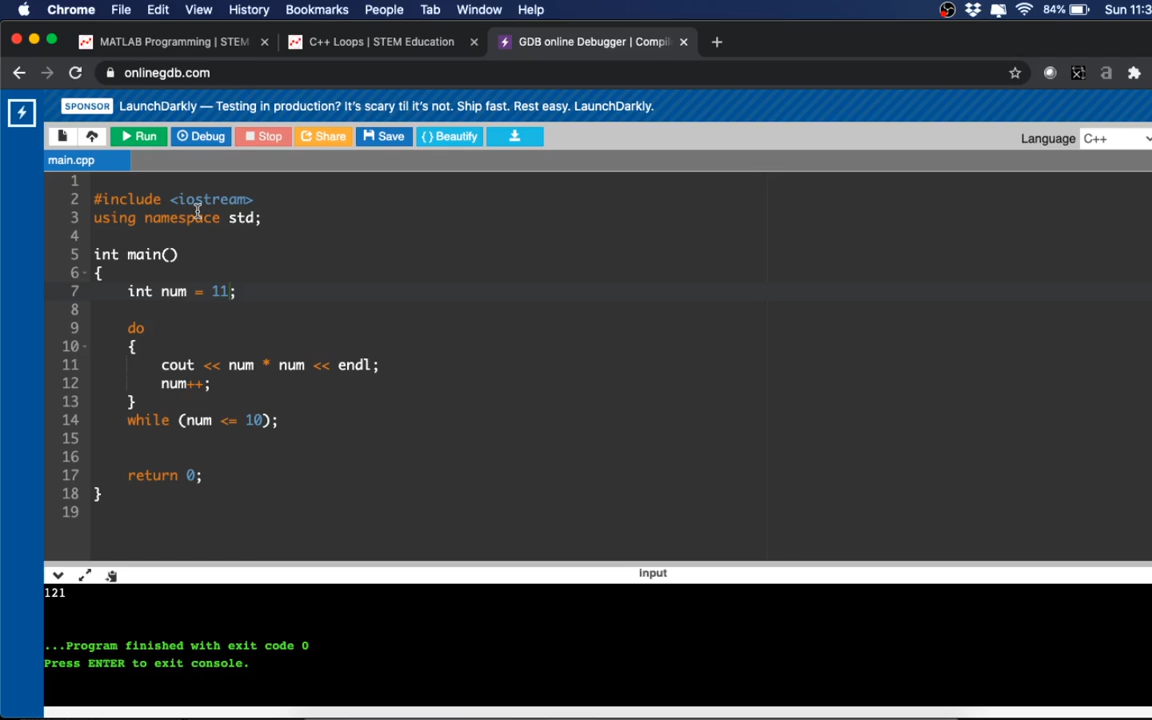 Chrome File Edit View History Bookmarks People Tab Window Help 84% Sun 11:3
MATLAB Programming | STEM × C++ Loops | STEM Education × GDB online Debugger | Compil × +
onlinegdb.com
SPONSOR LaunchDarkly — Testing in production? It's scary til it's not. Ship fast. Rest easy. LaunchDarkly.
Run Debug Stop Share Save {} Beautify Language C++
main.cpp
1
2 #include <iostream>
3 using namespace std;
4
5 int main()
6 {
7 int num = 11;
8
9 do
10 {
11 cout << num * num << endl;
12 num++;
13 }
14 while (num <= 10);
15
16
17 return 0;
18 }
19
input
121
...Program finished with exit code 0
Press ENTER to exit console.